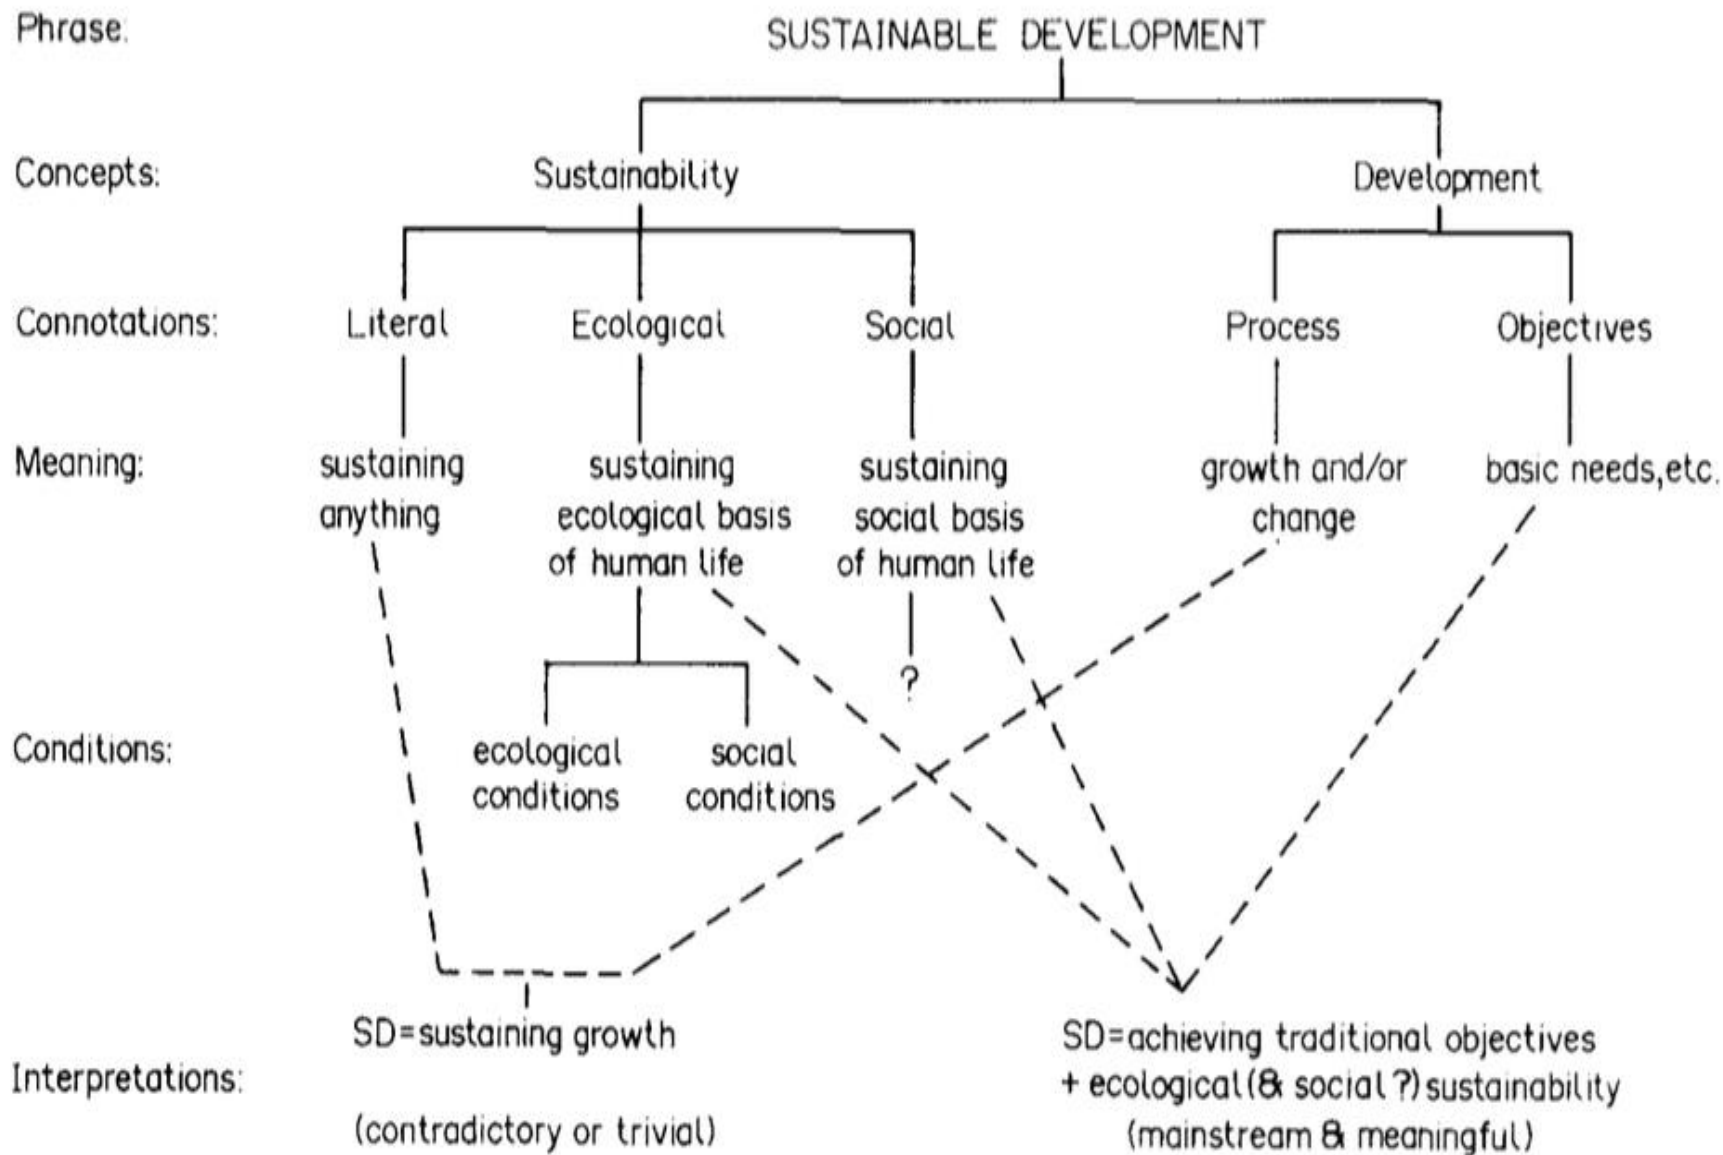 Phrase: SUSTAINABLE DEVELOPMENT
Concepts: Sustainability Development
Connotations: Literal Ecological Social Process Objectives
Meaning: sustaining sustaining sustaining growth and/or basic needs,etc.
anything ecological basis social basis change
of human life of human life
?
Conditions: ecological social
conditions conditions
SD=sustaining growth SD=achieving traditional objectives
Interpretations: + ecological(& social ?) sustainability
(contradictory or trivial) (mainstream & meaningful)